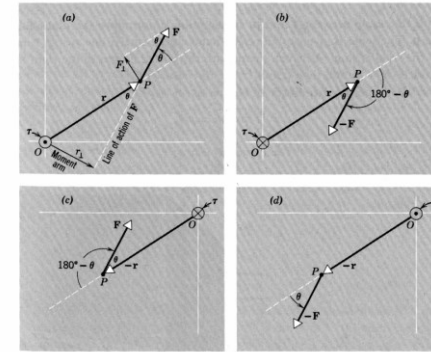 (a)
F
θ
F⊥
θ
P
r
θ
τ
O
r⊥
Moment
arm
Line of action of F
(b)
r
θ
P
180° − θ
−F
τ
O
(c)
τ
F
O
180° − θ
θ
P
−r
(d)
O
P
−r
θ
−F